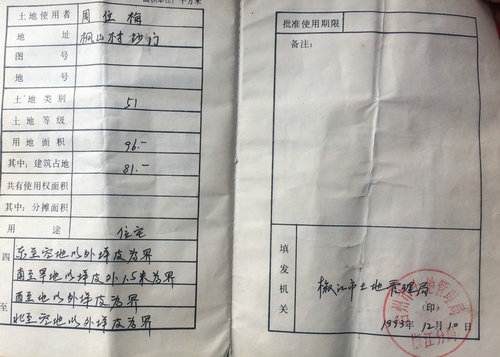 土地使用者 周仕梅
地址 枫山村抄门
图号
地号
土地类别 51
土地等级
用地面积 96.-
其中:建筑占地 81.-
共有使用权面积
其中:分摊面积
用途 住宅
四至
东至空地以外墙皮为界
南至旱地以墙皮外1.5米为界
西至地以外墙皮为界
北至空地以外墙皮为界
批准使用期限
备注:
填发机关
椒江市土地管理局
(印)
1993年12月10日